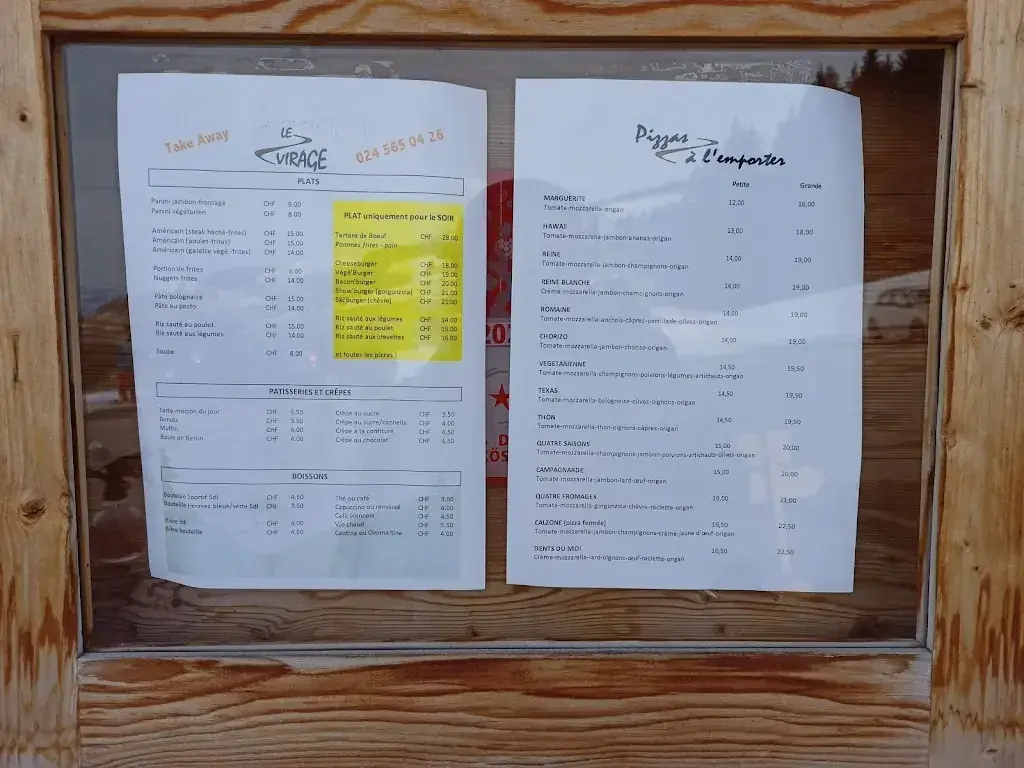 Take Away
LE
VIRAGE
024 565 04 26
PLATS
Panini jambon-fromage CHF 9.00
Panini végétarien CHF 8.00
Américain (steak haché-frites) CHF 15.00
Américain (poulet-frites) CHF 15.00
Américain (galette végé.-frites) CHF 14.00
Portion de frites CHF 6.00
Nuggets frites CHF 14.00
Pâte bolognaise CHF 15.00
Pâte au pesto CHF 14.00
Riz sauté au poulet CHF 15.00
Riz sauté aux légumes CHF 14.00
Soupe CHF 8.00
PLAT uniquement pour le SOIR
Tartare de Boeuf CHF 28.00
Pommes frites - pain
Cheeseburger CHF 18.00
Végé'Burger CHF 19.00
Bacon'burger CHF 20.00
Show'burger (gorgonzola) CHF 21.00
Ski'burger (chèvre) CHF 21.00
Riz sauté aux légumes CHF 14.00
Riz sauté au poulet CHF 15.00
Riz sauté aux crevettes CHF 16.00
et toutes les pizzas !
PATISSERIES ET CRÊPES
Tarte maison du jour CHF 5.50
Donuts CHF 3.50
Muffin CHF 4.00
Boule de Berlin CHF 4.00
Crêpe au sucre CHF 3.50
Crêpe au sucre/cannella CHF 4.00
Crêpe à la confiture CHF 4.50
Crêpe au chocolat CHF 4.50
BOISSONS
Bouteille Sportif 5dl CHF 4.50
Bouteille Henniez bleue/verte 5dl CHF 3.50
Bière 3dl CHF 4.00
Bière bouteille CHF 4.50
Thé ou café CHF 3.00
Capuccino ou renversé CHF 4.00
Café viennois CHF 4.50
Vin chaud CHF 5.50
Caotina ou Ovomaltine CHF 4.00
Pizzas
à l'emporter
Petite Grande
MARGUERITE 12,00 16,00
Tomate-mozzarella-origan
HAWAII 13,00 18,00
Tomate-mozzarella-jambon-ananas-origan
REINE 14,00 19,00
Tomate-mozzarella-jambon-champignons-origan
REINE BLANCHE 14,00 19,00
Crème-mozzarella-jambon-champignons-origan
ROMAINE 14,00 19,00
Tomate-mozzarella-anchois-câpres-persillade-olives-origan
CHORIZO 14,00 19,00
Tomate-mozzarella-jambon-chorizo-origan
VEGETARIENNE 14,50 19,50
Tomate-mozzarella-champignons-poivrons-légumes-artichauts-origan
TEXAS 14,50 19,50
Tomate-mozzarella-bolognaise-olives-oignons-origan
THON 14,50 19,50
Tomate-mozzarella-thon-oignons-câpres-origan
QUATRE SAISONS 15,00 20,00
Tomate-mozzarella-champignons-jambon-poivrons-artichauts-olives-origan
CAMPAGNARDE 15,00 20,00
Tomate-mozzarella-jambon-lard-œuf-origan
QUATRE FROMAGES 16,00 21,00
Tomate-mozzarella-gorgonzola-chèvre-raclette-origan
CALZONE (pizza fermée) 16,50 22,50
Tomate-mozzarella-jambon-champignons-crème-jaune d'œuf-origan
DENTS DU MIDI 16,50 22,50
Crème-mozzarella-lard-oignons-œuf-raclette-origan